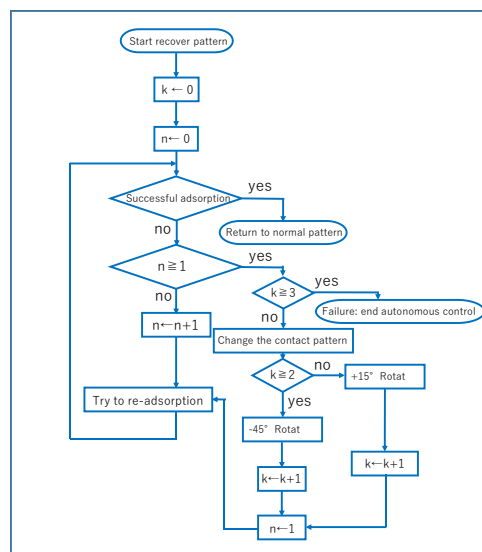 Start recover pattern
k ← 0
n← 0
Successful adsorption
yes
no
Return to normal pattern
n≧1
yes
no
k≧3
yes
no
Failure: end autonomous control
n←n+1
Change the contact pattern
k≧2
no
yes
+15° Rotat
Try to re-adsorption
-45° Rotat
k←k+1
k←k+1
n←1